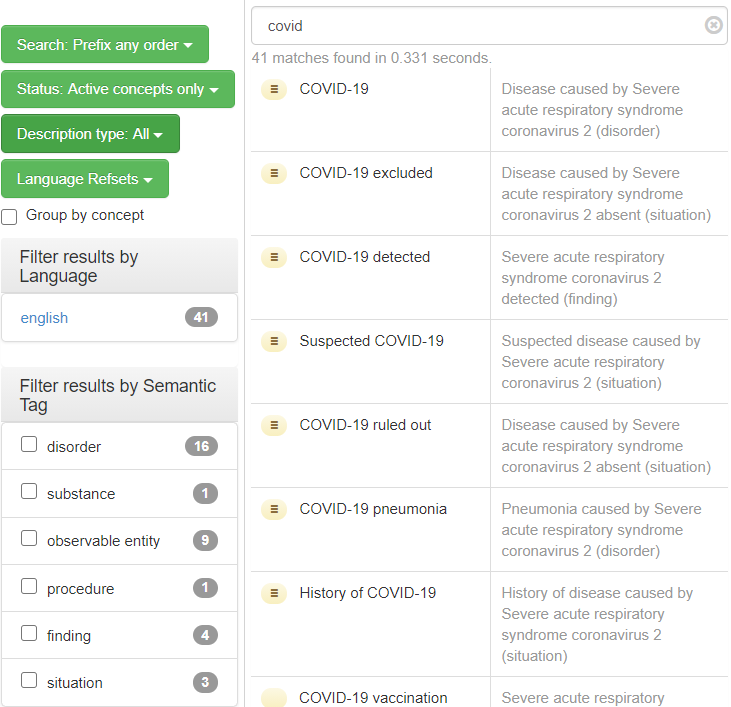 Search: Prefix any order
Status: Active concepts only
Description type: All
Language Refsets
Group by concept
Filter results by
Language
english 41
Filter results by Semantic
Tag
disorder 16
substance 1
observable entity 9
procedure 1
finding 4
situation 3
covid
41 matches found in 0.331 seconds.
COVID-19
Disease caused by Severe
acute respiratory syndrome
coronavirus 2 (disorder)
COVID-19 excluded
Disease caused by Severe
acute respiratory syndrome
coronavirus 2 absent (situation)
COVID-19 detected
Severe acute respiratory
syndrome coronavirus 2
detected (finding)
Suspected COVID-19
Suspected disease caused by
Severe acute respiratory
coronavirus 2 (situation)
COVID-19 ruled out
Disease caused by Severe
acute respiratory syndrome
coronavirus 2 absent (situation)
COVID-19 pneumonia
Pneumonia caused by Severe
acute respiratory syndrome
coronavirus 2 (disorder)
History of COVID-19
History of disease caused by
Severe acute respiratory
syndrome coronavirus 2
(situation)
COVID-19 vaccination
Severe acute respiratory